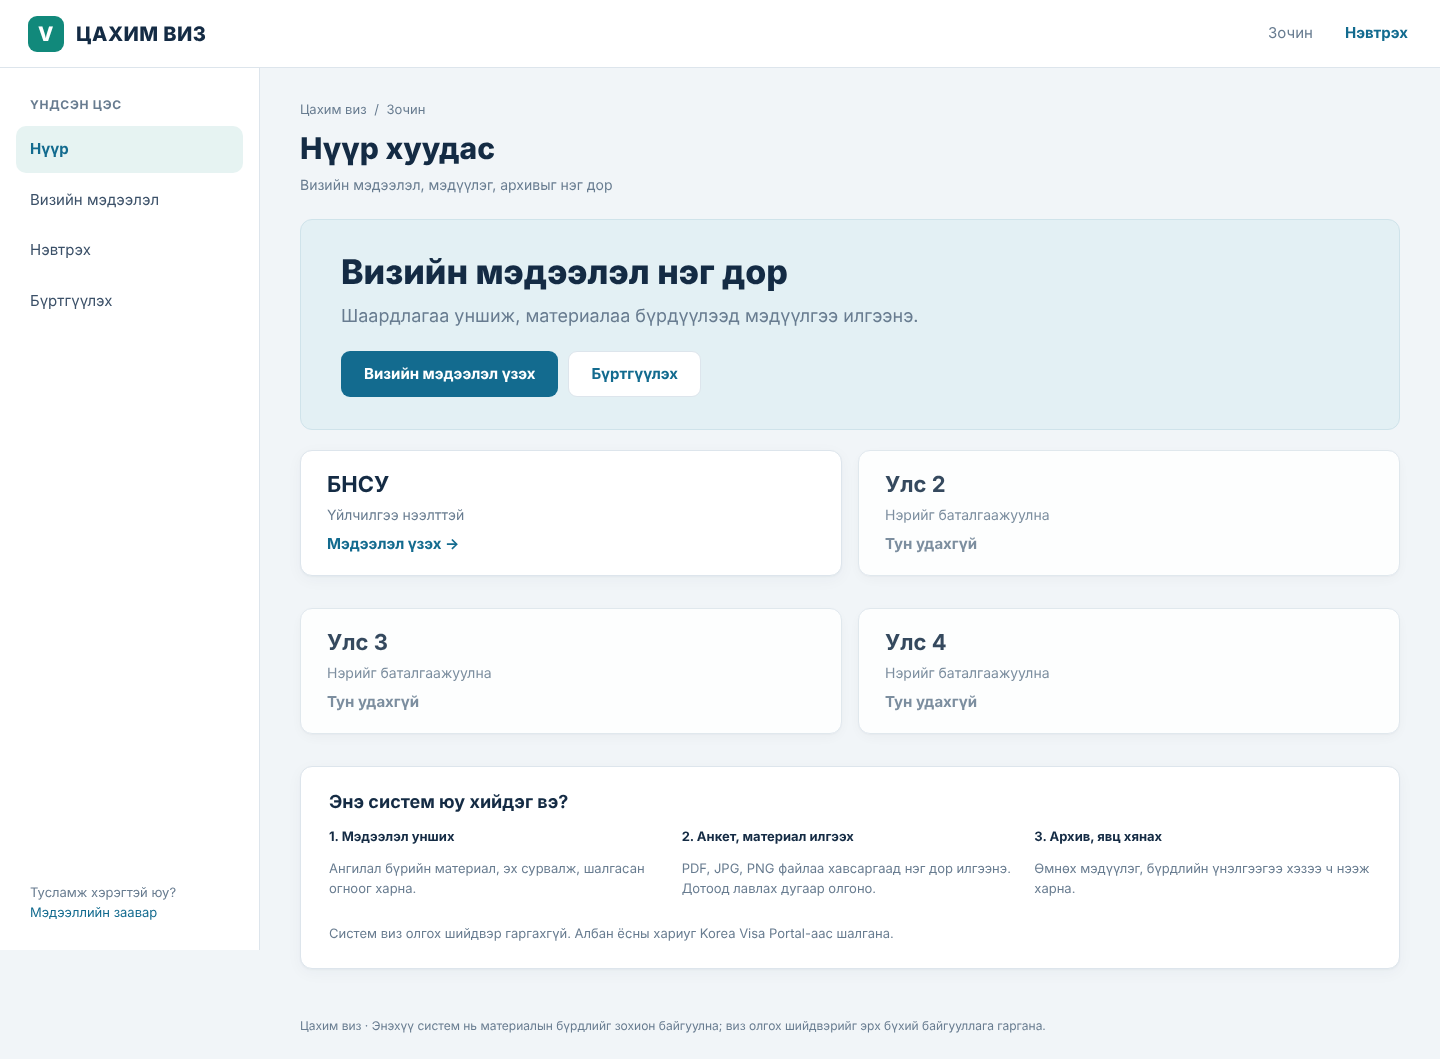 V ЦАХИМ ВИЗ
Зочин Нэвтрэх
ҮНДСЭН ЦЭС
Нүүр
Визийн мэдээлэл
Нэвтрэх
Бүртгүүлэх
Тусламж хэрэгтэй юу?
Мэдээллийн заавар
Цахим виз / Зочин
Нүүр хуудас
Визийн мэдээлэл, мэдүүлэг, архивыг нэг дор
Визийн мэдээлэл нэг дор
Шаардлагаа уншиж, материалаа бүрдүүлээд мэдүүлгээ илгээнэ.
Визийн мэдээлэл үзэх Бүртгүүлэх
БНСУ
Үйлчилгээ нээлттэй
Мэдээлэл үзэх →
Улс 2
Нэрийг баталгаажуулна
Тун удахгүй
Улс 3
Нэрийг баталгаажуулна
Тун удахгүй
Улс 4
Нэрийг баталгаажуулна
Тун удахгүй
Энэ систем юу хийдэг вэ?
1. Мэдээлэл унших
Ангилал бүрийн материал, эх сурвалж, шалгасан
огноог харна.
2. Анкет, материал илгээх
PDF, JPG, PNG файлаа хавсаргаад нэг дор илгээнэ.
Дотоод лавлах дугаар олгоно.
3. Архив, явц хянах
Өмнөх мэдүүлэг, бүрдлийн үнэлгээгээ хэзээ ч нээж
харна.
Систем виз олгох шийдвэр гаргахгүй. Албан ёсны хариуг Korea Visa Portal-аас шалгана.
Цахим виз · Энэхүү систем нь материалын бүрдлийг зохион байгуулна; виз олгох шийдвэрийг эрх бүхий байгууллага гаргана.